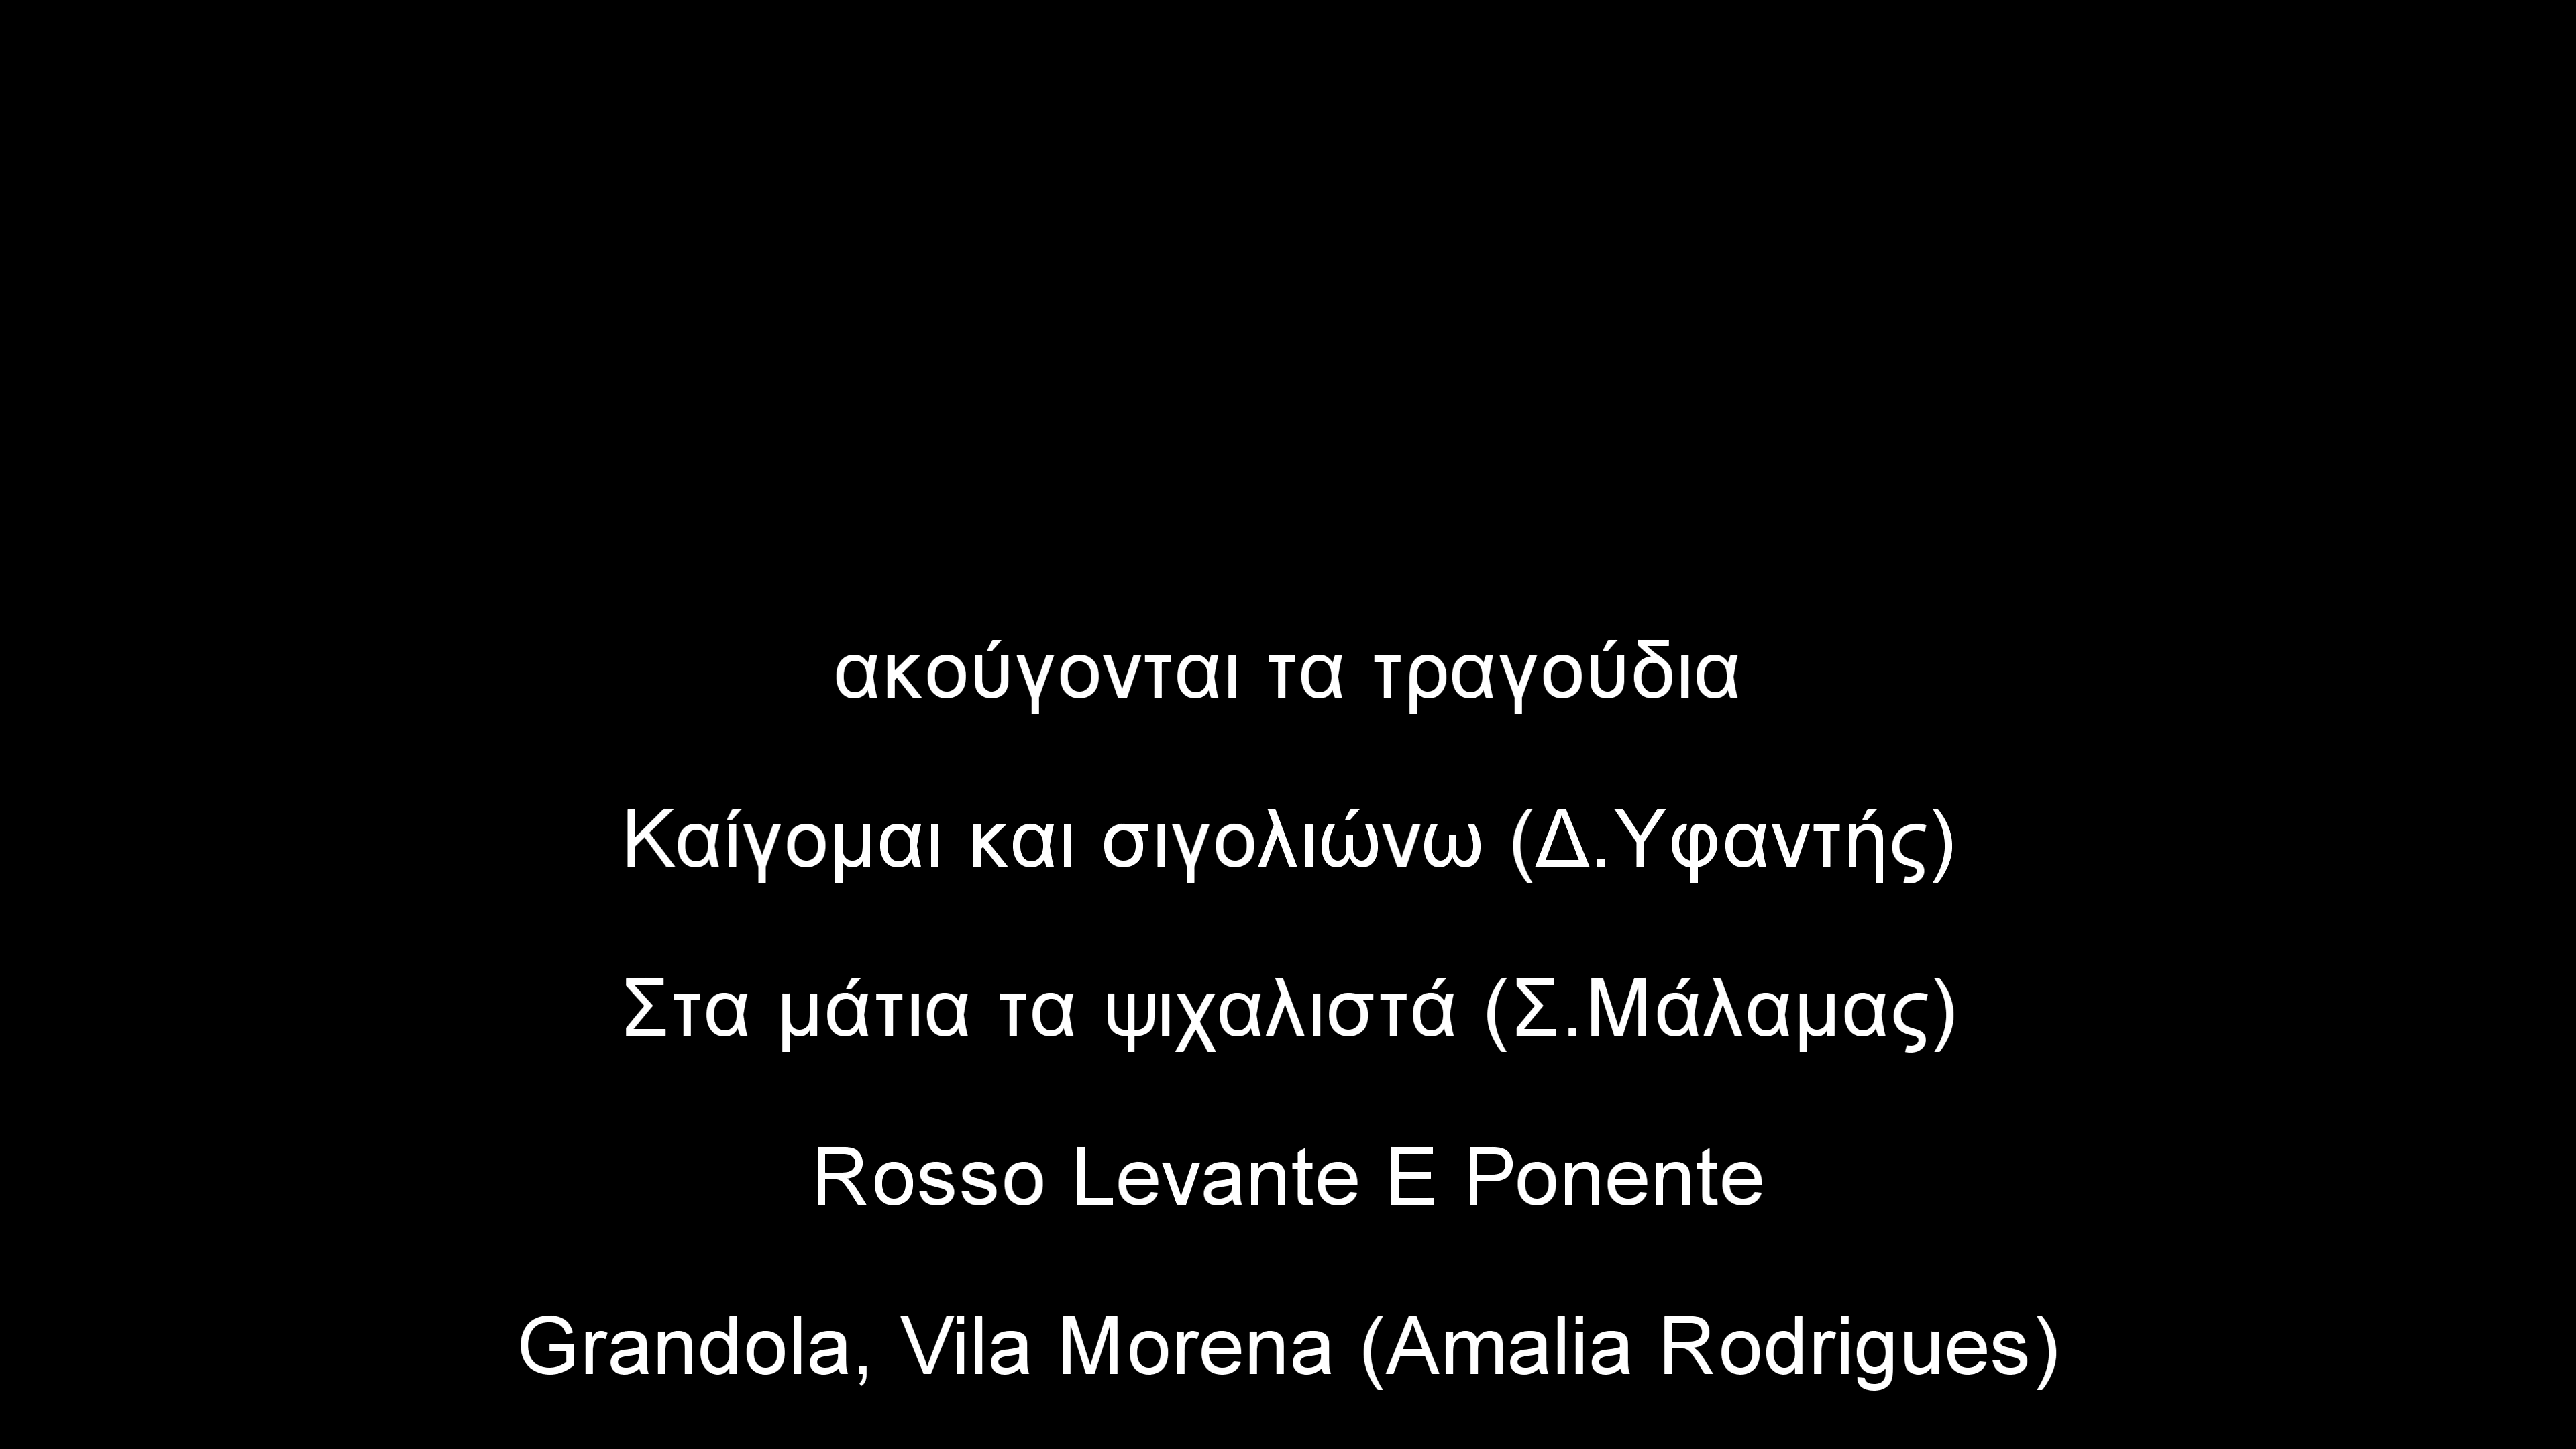 ακούγονται τα τραγούδια
Καίγομαι και σιγολιώνω (Δ.Υφαντής)
Στα μάτια τα ψιχαλιστά (Σ.Μάλαμας)
Rosso Levante E Ponente
Grandola, Vila Morena (Amalia Rodrigues)